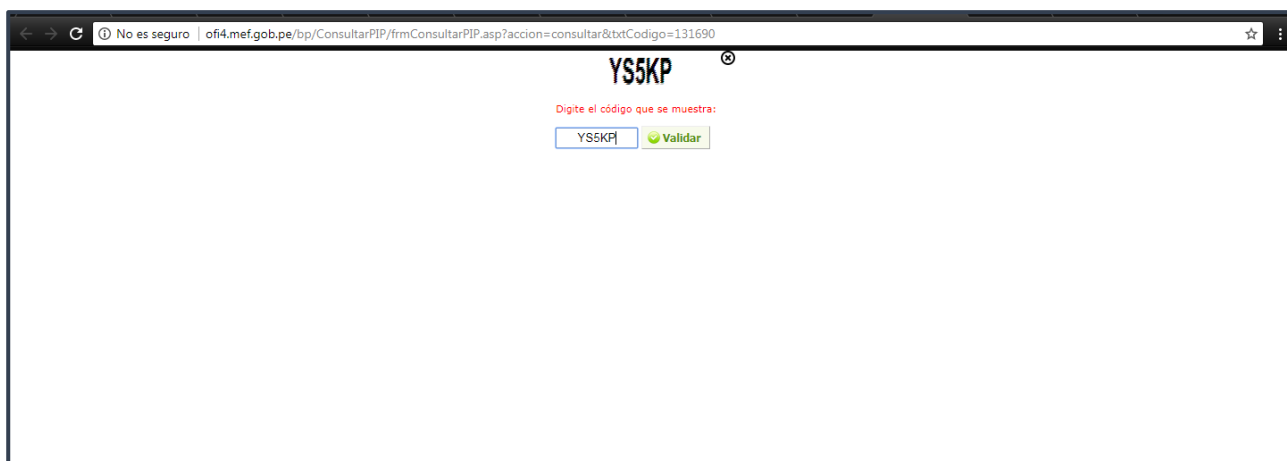 No es seguro | ofi4.mef.gob.pe/bp/ConsultarPIP/frmConsultarPIP.asp?accion=consultar&txtCodigo=131690
YS5KP
Digite el código que se muestra:
YS5KP Validar